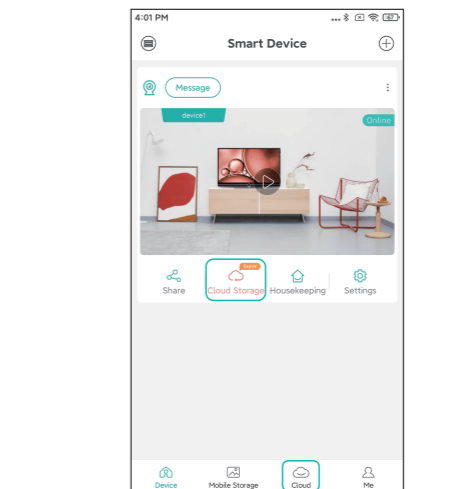 4:01 PM
Smart Device
Message
device1
Online
Share
Cloud Storage
Housekeeping
Settings
Device
Mobile Storage
Cloud
Me